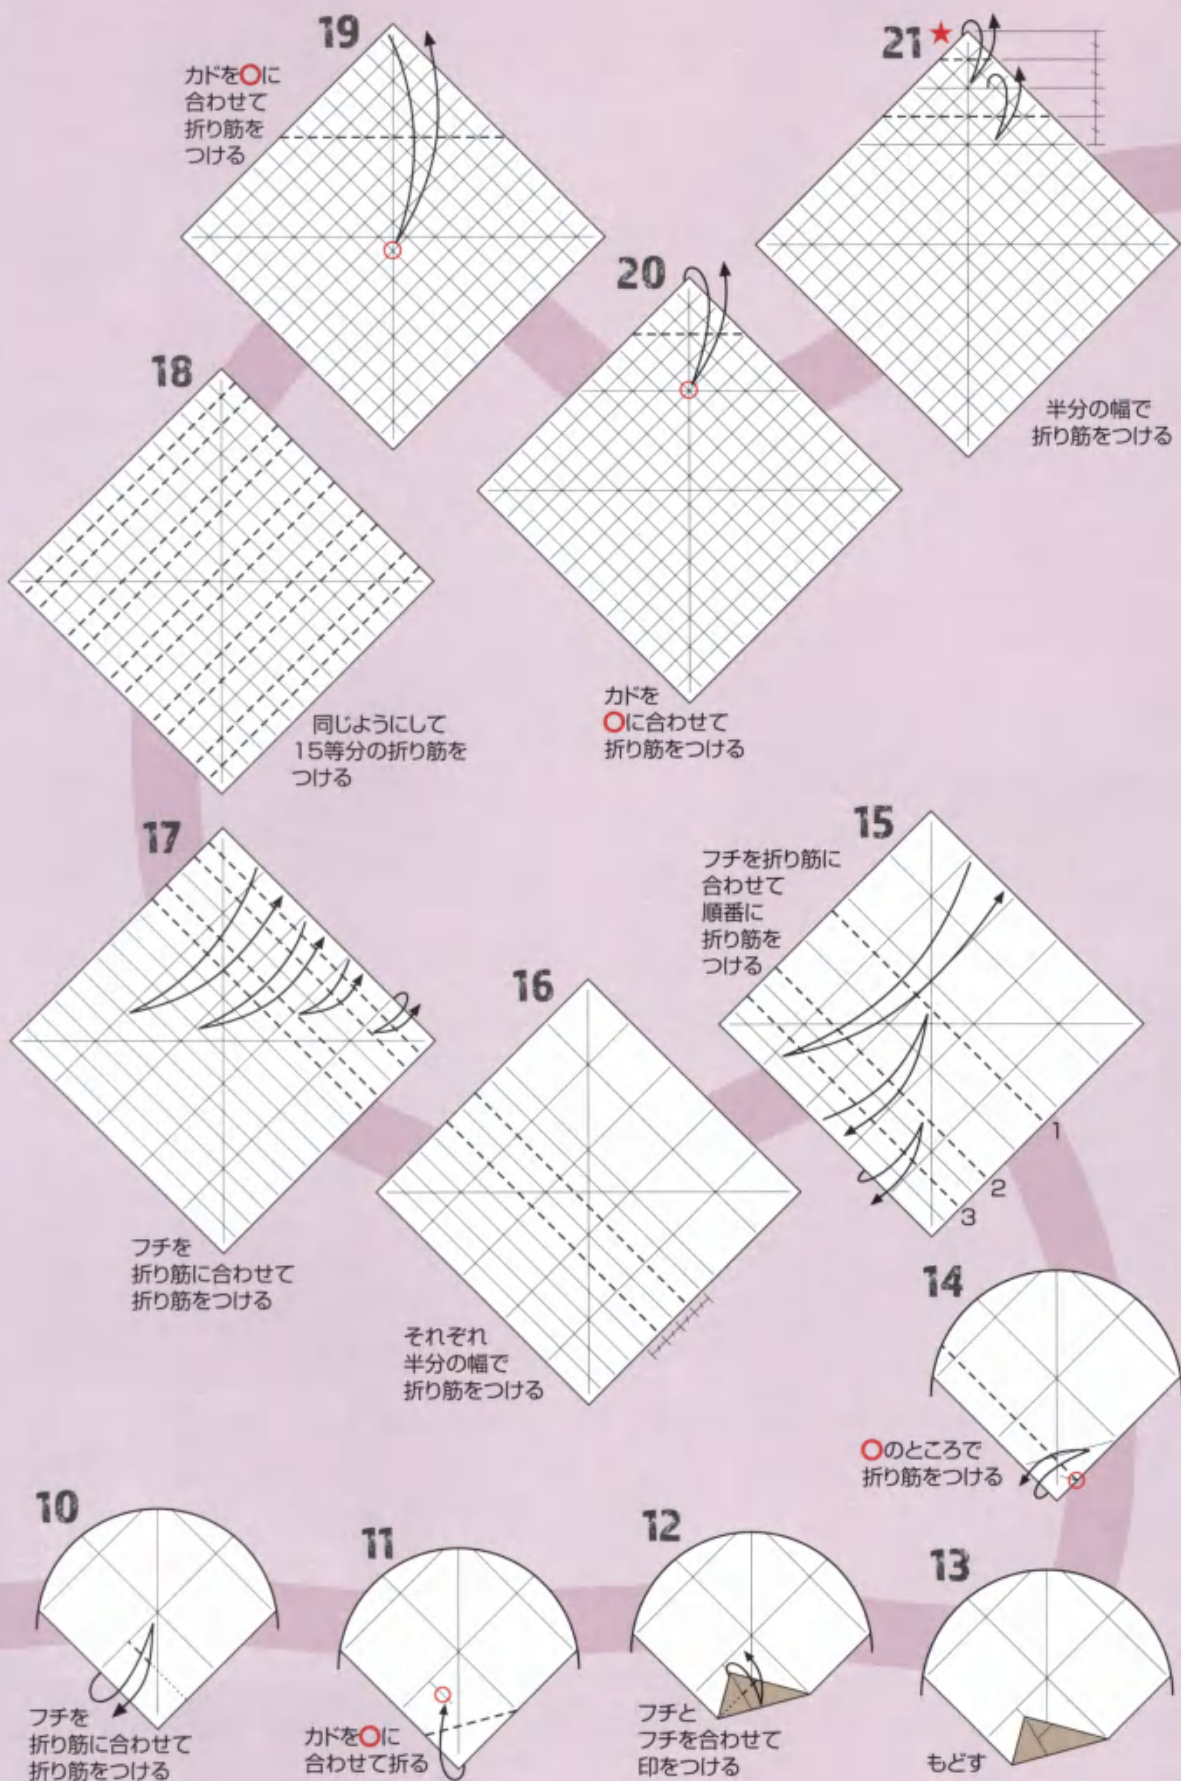 10
フチを
折り筋に合わせて
折り筋をつける
11
カドを○に
合わせて折る
12
フチと
フチを合わせて
印をつける
13
もどす
14
○のところで
折り筋をつける
15
フチを折り筋に
合わせて
順番に
折り筋を
つける
1
2
3
16
それぞれ
半分の幅で
折り筋をつける
17
フチを
折り筋に合わせて
折り筋をつける
18
同じようにして
15等分の折り筋を
つける
19
カドを○に
合わせて
折り筋を
つける
20
カドを
○に合わせて
折り筋をつける
21★
半分の幅で
折り筋をつける